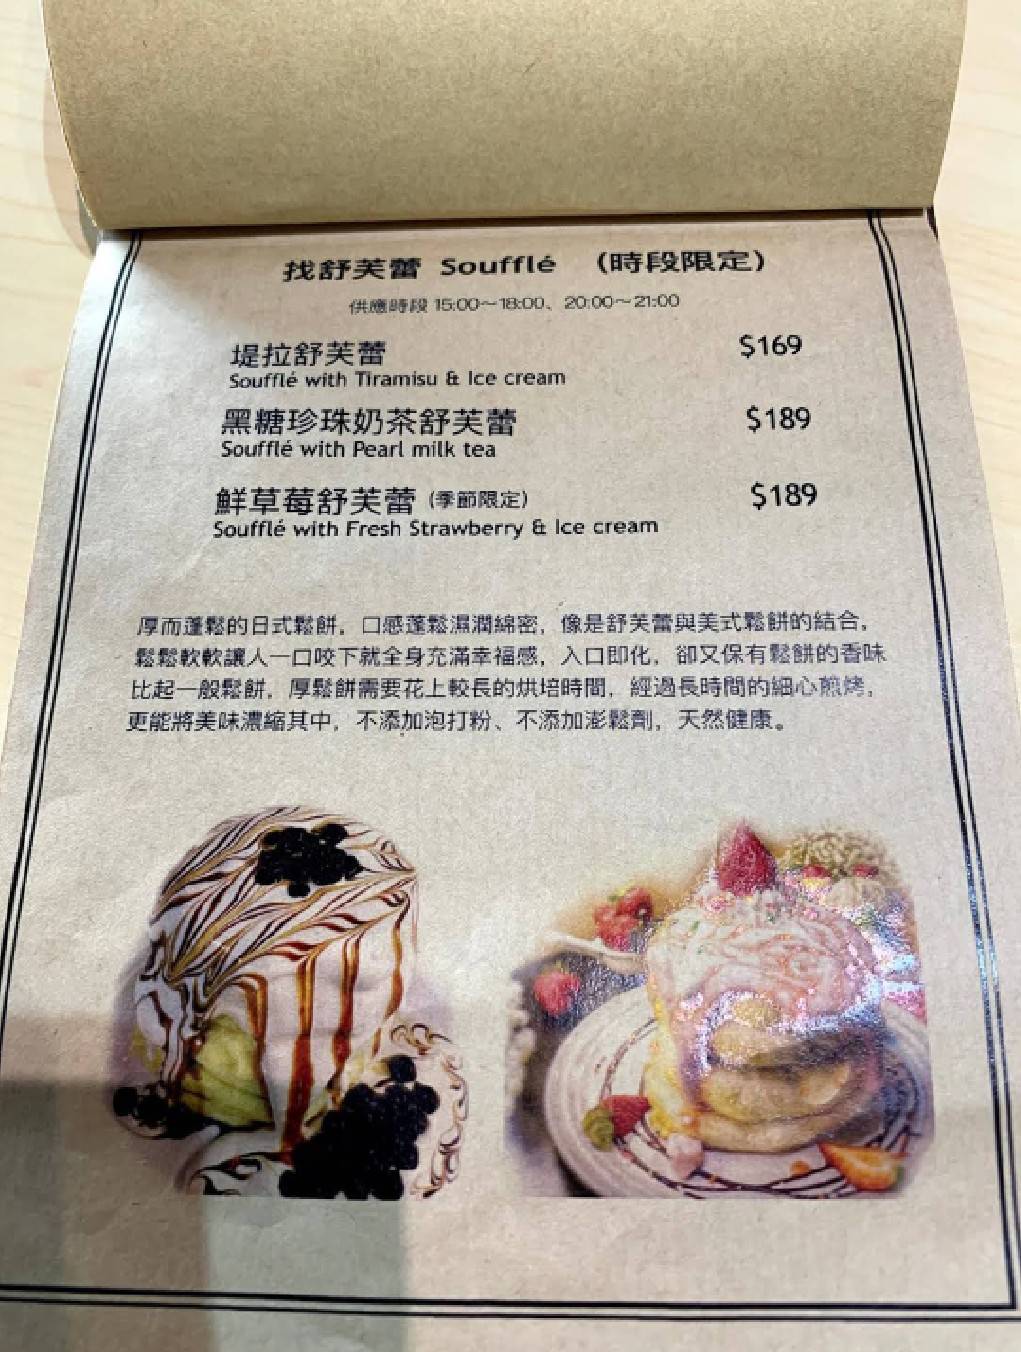 找舒芙蕾 Soufflé （時段限定）
供應時段 15:00～18:00、20:00～21:00
堤拉舒芙蕾 $169
Soufflé with Tiramisu & Ice cream
黑糖珍珠奶茶舒芙蕾 $189
Soufflé with Pearl milk tea
鮮草莓舒芙蕾（季節限定） $189
Soufflé with Fresh Strawberry & Ice cream
厚而蓬鬆的日式鬆餅，口感蓬鬆濕潤綿密，像是舒芙蕾與美式鬆餅的結合，
鬆鬆軟軟讓人一口咬下就全身充滿幸福感，入口即化，卻又保有鬆餅的香味
比起一般鬆餅，厚鬆餅需要花上較長的烘培時間，經過長時間的細心煎烤，
更能將美味濃縮其中，不添加泡打粉、不添加澎鬆劑，天然健康。